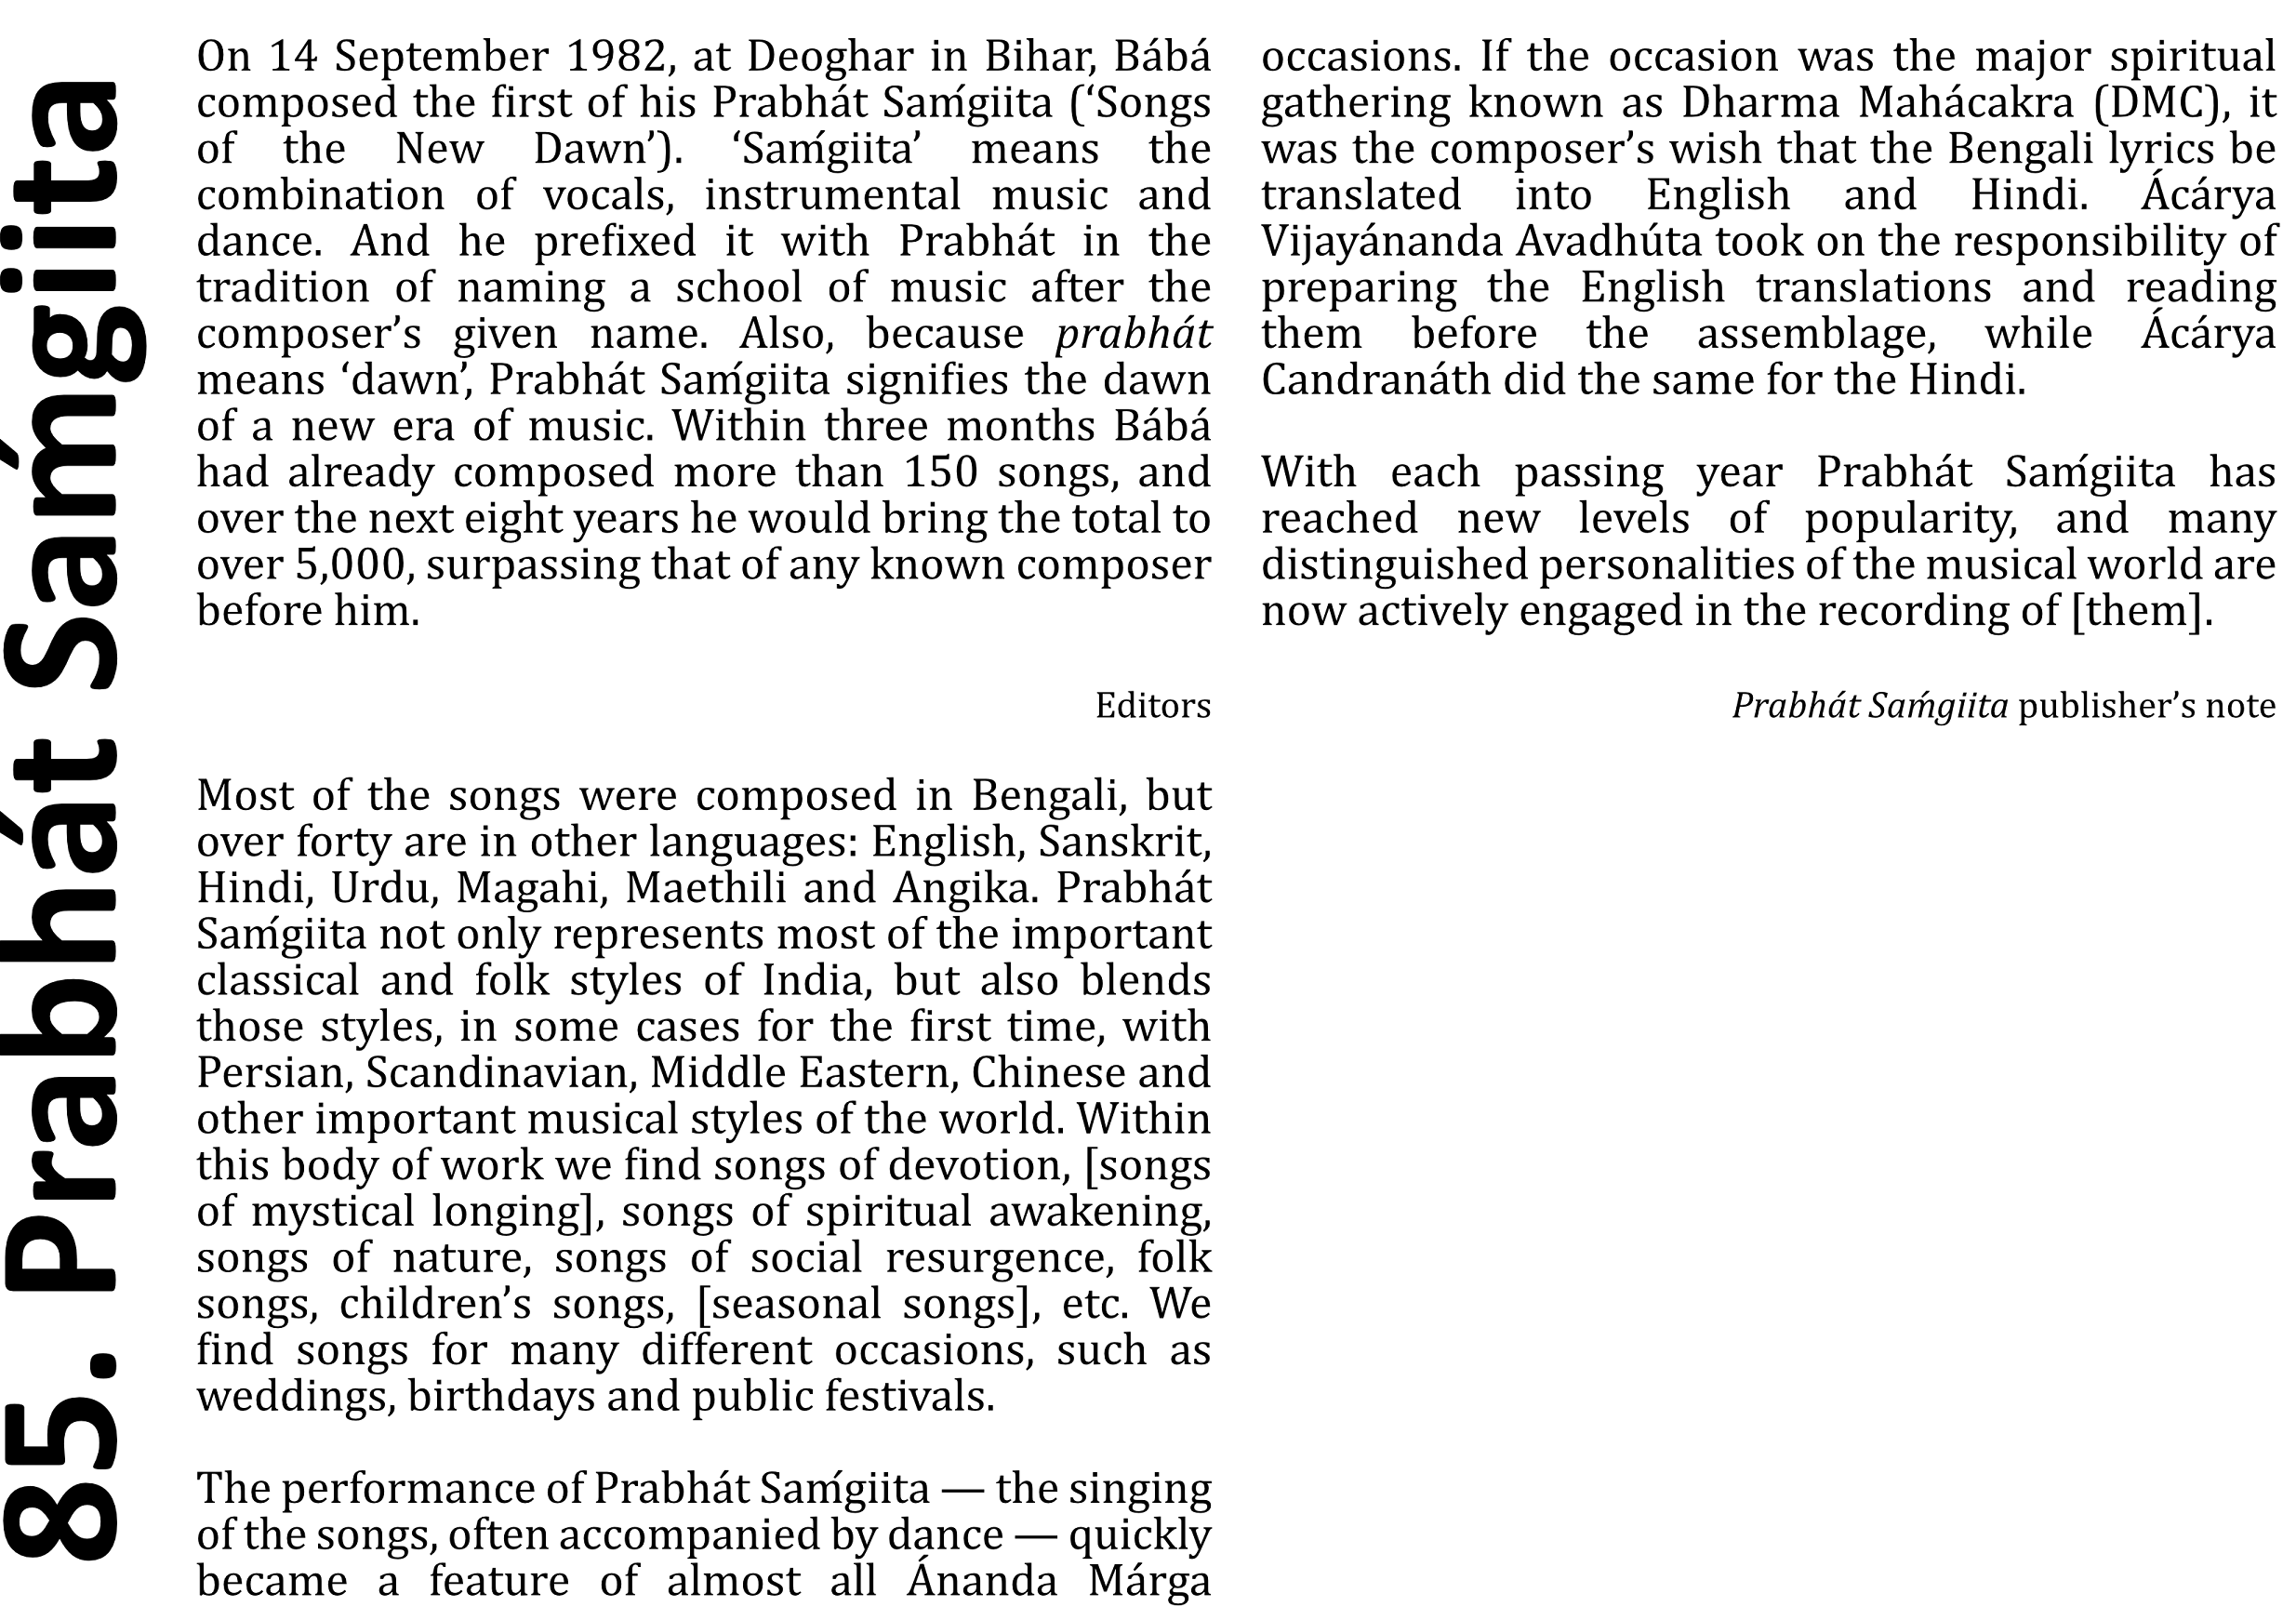 85. Prabhát Saḿgiita
On 14 September 1982, at Deoghar in Bihar, Bábá
composed the first of his Prabhát Saḿgiita (‘Songs
of the New Dawn’). ‘Saḿgiita’ means the
combination of vocals, instrumental music and
dance. And he prefixed it with Prabhát in the
tradition of naming a school of music after the
composer’s given name. Also, because prabhát
means ‘dawn’, Prabhát Saḿgiita signifies the dawn
of a new era of music. Within three months Bábá
had already composed more than 150 songs, and
over the next eight years he would bring the total to
over 5,000, surpassing that of any known composer
before him.
Editors
Most of the songs were composed in Bengali, but
over forty are in other languages: English, Sanskrit,
Hindi, Urdu, Magahi, Maethili and Angika. Prabhát
Saḿgiita not only represents most of the important
classical and folk styles of India, but also blends
those styles, in some cases for the first time, with
Persian, Scandinavian, Middle Eastern, Chinese and
other important musical styles of the world. Within
this body of work we find songs of devotion, [songs
of mystical longing], songs of spiritual awakening,
songs of nature, songs of social resurgence, folk
songs, children’s songs, [seasonal songs], etc. We
find songs for many different occasions, such as
weddings, birthdays and public festivals.
The performance of Prabhát Saḿgiita — the singing
of the songs, often accompanied by dance — quickly
became a feature of almost all Ánanda Márga
occasions. If the occasion was the major spiritual
gathering known as Dharma Mahácakra (DMC), it
was the composer’s wish that the Bengali lyrics be
translated into English and Hindi. Ácárya
Vijayánanda Avadhúta took on the responsibility of
preparing the English translations and reading
them before the assemblage, while Ácárya
Candranáth did the same for the Hindi.
With each passing year Prabhát Saḿgiita has
reached new levels of popularity, and many
distinguished personalities of the musical world are
now actively engaged in the recording of [them].
Prabhát Saḿgiita publisher’s note